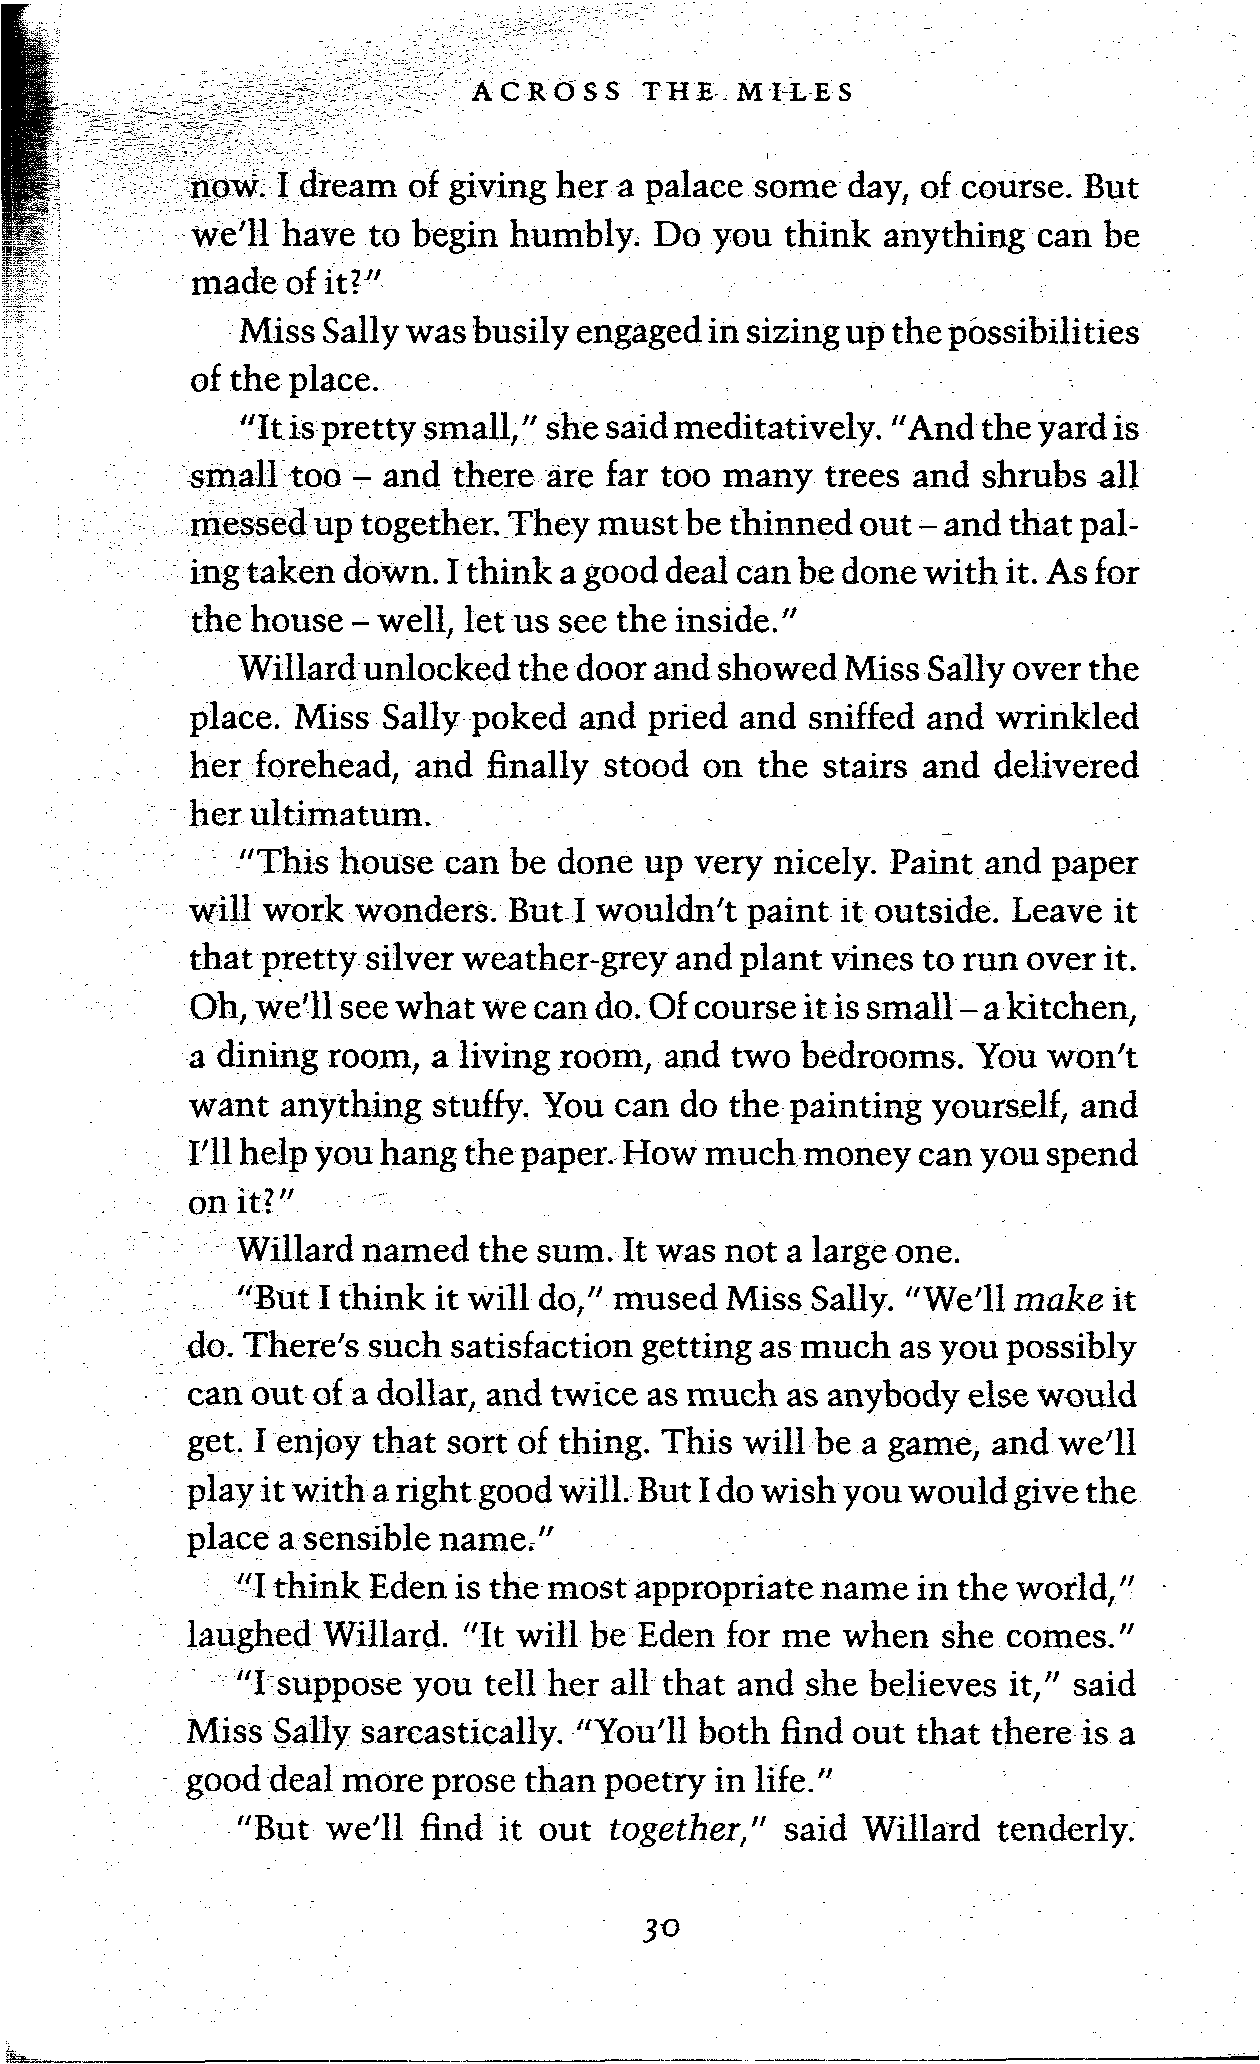 ACROSS THE MILES
now. I dream of giving her a palace some day, of course. But
we'll have to begin humbly. Do you think anything can be
made of it?"
Miss Sally was busily engaged in sizing up the possibilities
of the place.
"It is pretty small," she said meditatively. "And the yard is
small too – and there are far too many trees and shrubs all
messed up together. They must be thinned out – and that pal-
ing taken down. I think a good deal can be done with it. As for
the house – well, let us see the inside."
Willard unlocked the door and showed Miss Sally over the
place. Miss Sally poked and pried and sniffed and wrinkled
her forehead, and finally stood on the stairs and delivered
her ultimatum.
"This house can be done up very nicely. Paint and paper
will work wonders. But I wouldn't paint it outside. Leave it
that pretty silver weather-grey and plant vines to run over it.
Oh, we'll see what we can do. Of course it is small – a kitchen,
a dining room, a living room, and two bedrooms. You won't
want anything stuffy. You can do the painting yourself, and
I'll help you hang the paper. How much money can you spend
on it?"
Willard named the sum. It was not a large one.
"But I think it will do," mused Miss Sally. "We'll make it
do. There's such satisfaction getting as much as you possibly
can out of a dollar, and twice as much as anybody else would
get. I enjoy that sort of thing. This will be a game, and we'll
play it with a right good will. But I do wish you would give the
place a sensible name."
"I think Eden is the most appropriate name in the world,"
laughed Willard. "It will be Eden for me when she comes."
"I suppose you tell her all that and she believes it," said
Miss Sally sarcastically. "You'll both find out that there is a
good deal more prose than poetry in life."
"But we'll find it out together," said Willard tenderly.
30